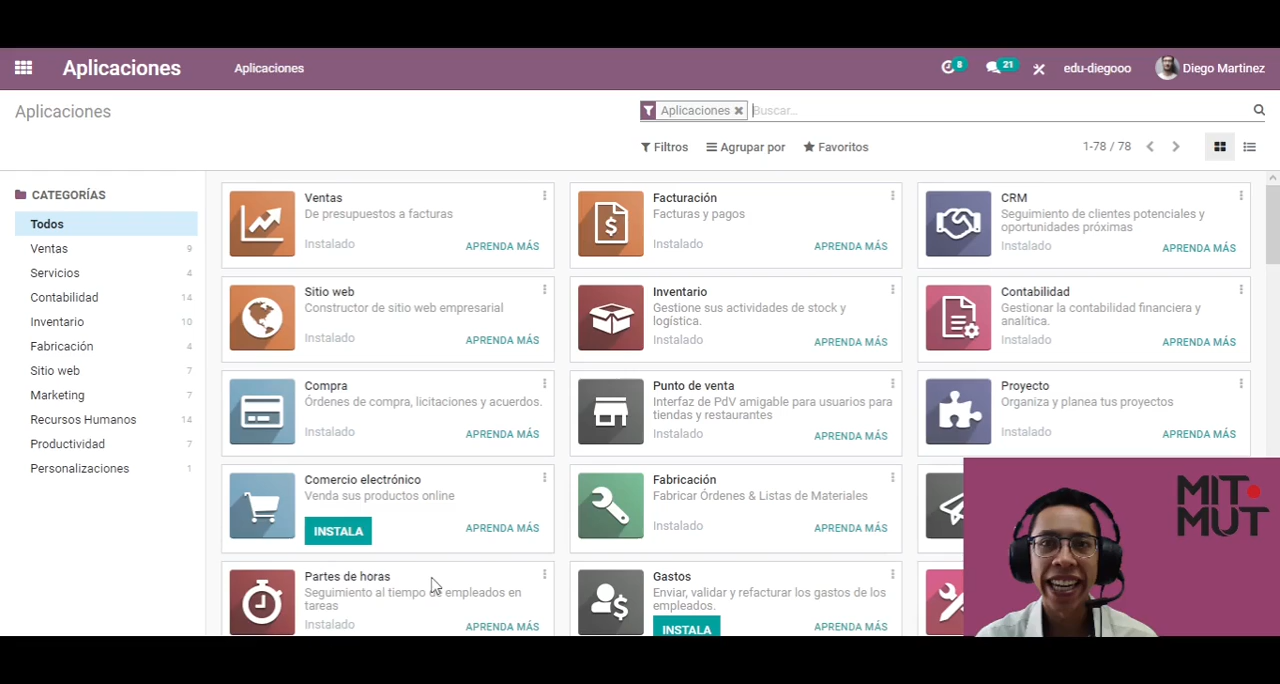 Aplicaciones
Aplicaciones
8
21
edu-diegooo
Diego Martinez
Aplicaciones
Aplicaciones
Buscar...
Filtros
Agrupar por
Favoritos
1-78 / 78
CATEGORÍAS
Todos
Ventas 9
Servicios 4
Contabilidad 14
Inventario 10
Fabricación 4
Sitio web 7
Marketing 7
Recursos Humanos 14
Productividad 7
Personalizaciones 1
Ventas
De presupuestos a facturas
Instalado
APRENDA MÁS
Facturación
Facturas y pagos
Instalado
APRENDA MÁS
CRM
Seguimiento de clientes potenciales y
oportunidades próximas
Instalado
APRENDA MÁS
Sitio web
Constructor de sitio web empresarial
Instalado
APRENDA MÁS
Inventario
Gestione sus actividades de stock y
logística.
Instalado
APRENDA MÁS
Contabilidad
Gestionar la contabilidad financiera y
analítica.
Instalado
APRENDA MÁS
Compra
Órdenes de compra, licitaciones y acuerdos.
Instalado
APRENDA MÁS
Punto de venta
Interfaz de PdV amigable para usuarios para
tiendas y restaurantes
Instalado
APRENDA MÁS
Proyecto
Organiza y planea tus proyectos
Instalado
APRENDA MÁS
Comercio electrónico
Venda sus productos online
INSTALA
APRENDA MÁS
Fabricación
Fabricar Órdenes & Listas de Materiales
Instalado
APRENDA MÁS
Partes de horas
Seguimiento al tiempo de empleados en
tareas
Instalado
APRENDA MÁS
Gastos
Enviar, validar y refacturar los gastos de los
empleados.
INSTALA
APRENDA MÁS
MIT
MUT